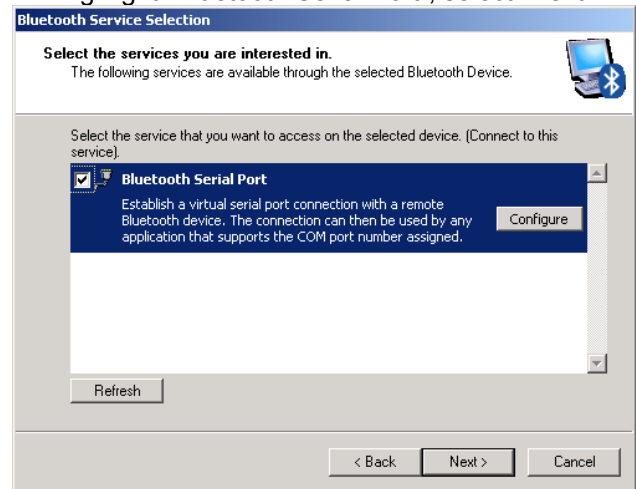 Bluetooth Service Selection
Select the services you are interested in.
The following services are available through the selected Bluetooth Device.
Select the service that you want to access on the selected device. (Connect to this
service).
Bluetooth Serial Port
Establish a virtual serial port connection with a remote
Bluetooth device. The connection can then be used by any
application that supports the COM port number assigned.
Configure
Refresh
< Back Next > Cancel